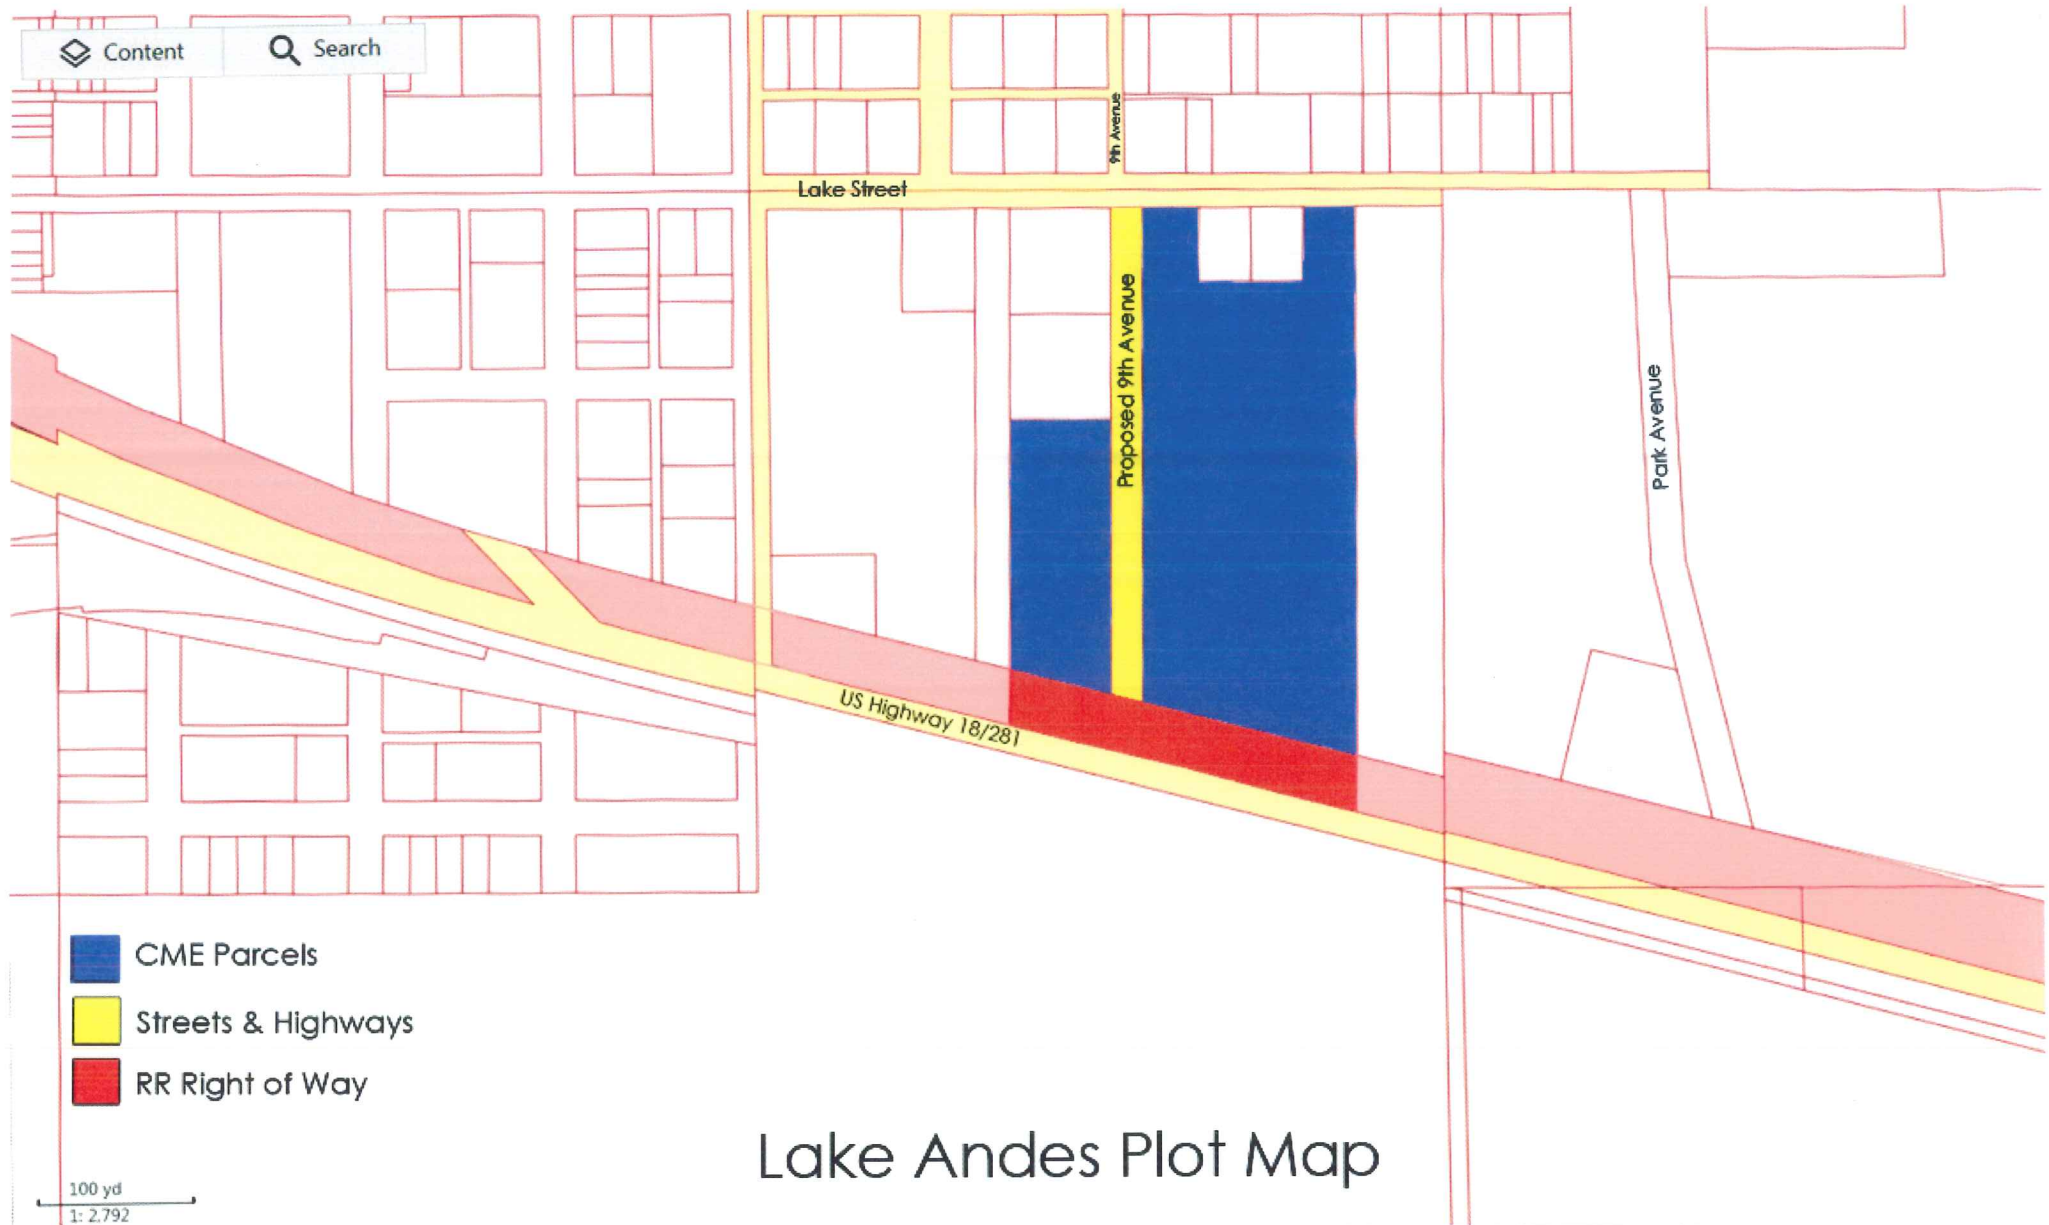 Content
Search
9th Avenue
Lake Street
Proposed 9th Avenue
Park Avenue
US Highway 18/281
CME Parcels
Streets & Highways
RR Right of Way
Lake Andes Plot Map
100 yd
1: 2,792